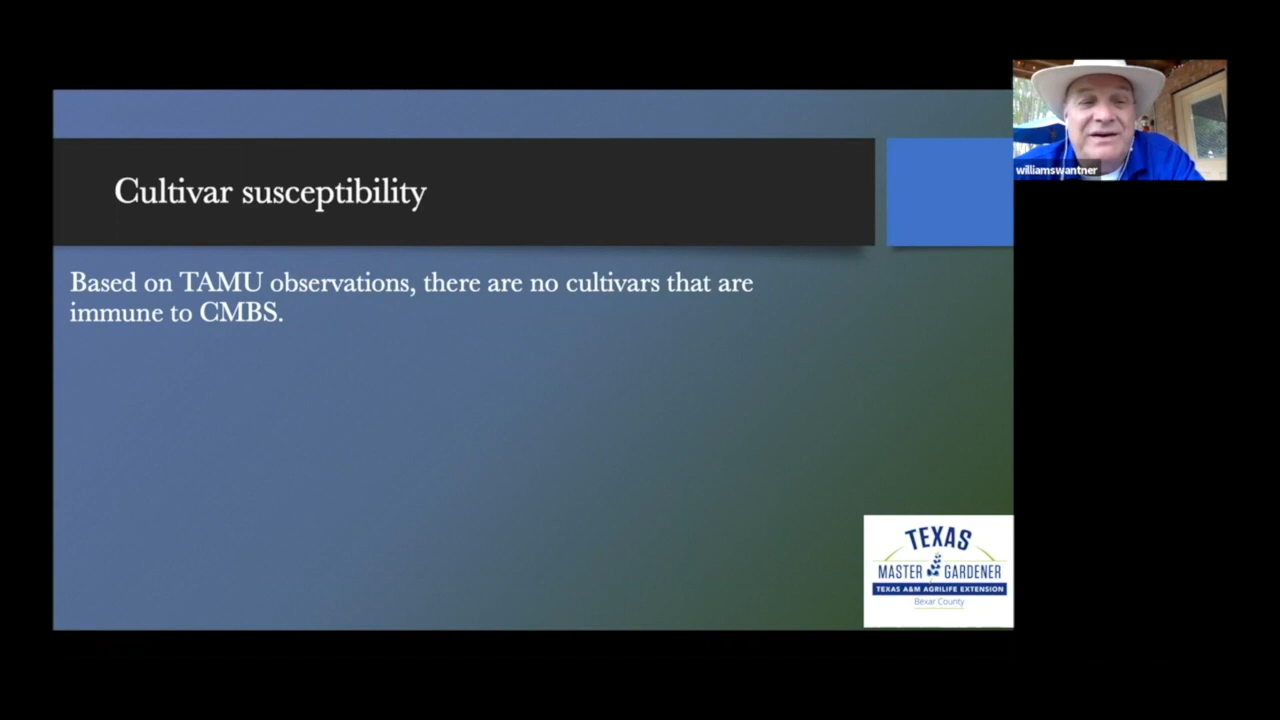 williamswantner
Cultivar susceptibility
Based on TAMU observations, there are no cultivars that are
immune to CMBS.
TEXAS
MASTER GARDENER
TEXAS A&M AGRILIFE EXTENSION
Bexar County